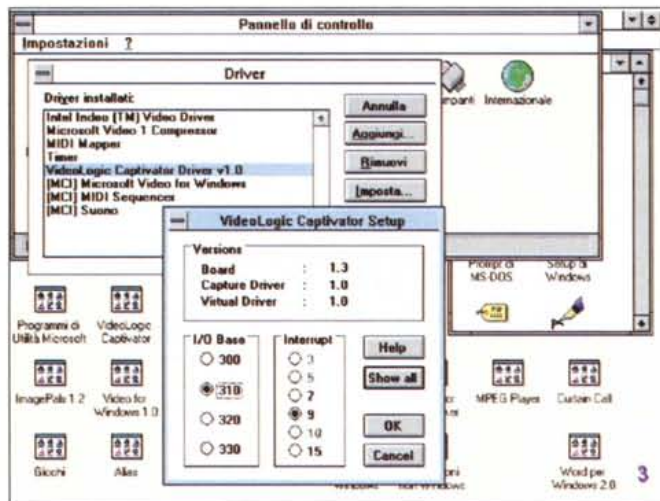 Pannello di controllo
Impostazioni ?
Driver
Driver installati:
Intel Indeo (TM) Video Driver
Microsoft Video 1 Compressor
MIDI Mapper
Timer
VideoLogic Captivator Driver v1.0
[MCI] Microsoft Video for Windows
[MCI] MIDI Sequencer
[MCI] Suono
Annulla
Aggiungi...
Rimuovi
Imposta...
Internazionale
VideoLogic Captivator Setup
Versions
Board : 1.3
Capture Driver : 1.0
Virtual Driver : 1.0
I/O Base
300
310
320
330
Interrupt
3
5
7
9
10
15
Help
Show all
OK
Cancel
Prompt di MS-DOS
Setup di Windows
Programmi di Utilità Microsoft
VideoLogic Captivator
ImagePals 1.2
Video for Windows 1.0
MPEG Player
Curtain Call
Giochi
Alias
Windows
non Windows
Word per Windows 2.0
3